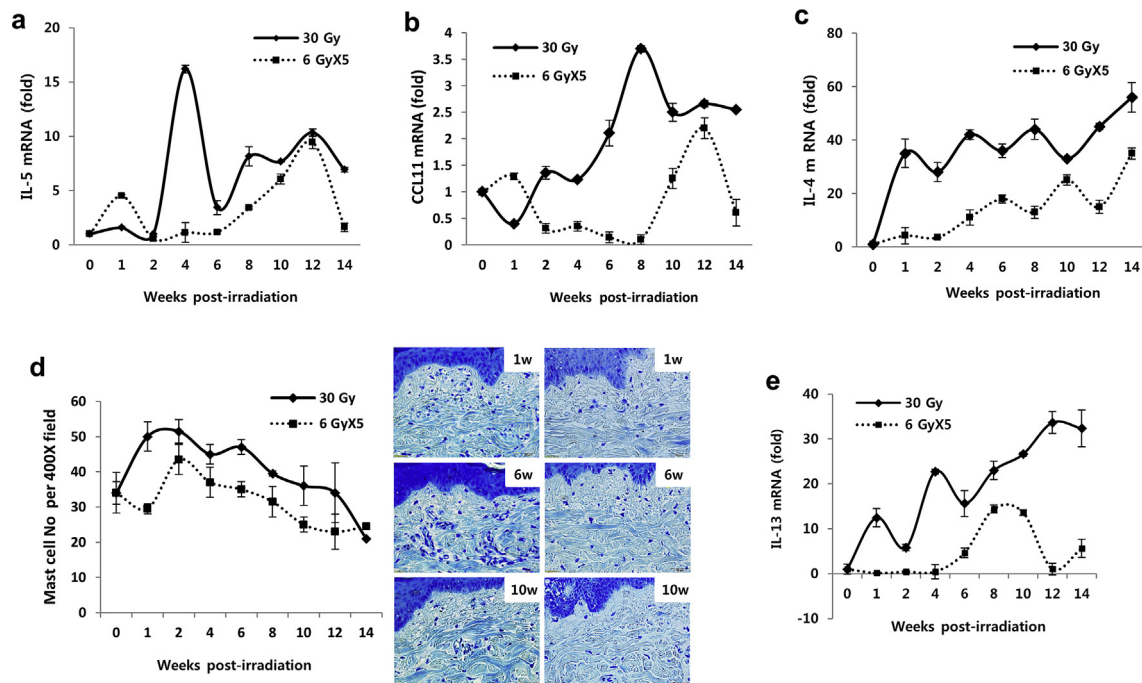 a
IL-5 mRNA (fold)
20
15
10
5
0
30 Gy
6 GyX5
0 1 2 4 6 8 10 12 14
Weeks post-irradiation
b
CCL11 mRNA (fold)
4
3.5
3
2.5
2
1.5
1
0.5
0
30 Gy
6 GyX5
0 1 2 4 6 8 10 12 14
Weeks post-irradiation
c
IL-4 m RNA (fold)
80
60
40
20
0
30 Gy
6 GyX5
0 1 2 4 6 8 10 12 14
Weeks post-irradiation
d
Mast cell No per 400X field
60
50
40
30
20
10
0
30 Gy
6 GyX5
0 1 2 4 6 8 10 12 14
Weeks post-irradiation
1w 1w
6w 6w
10w 10w
e
IL-13 mRNA (fold)
40
30
20
10
0
-10
30 Gy
6 GyX5
0 1 2 4 6 8 10 12 14
Weeks post-irradiation